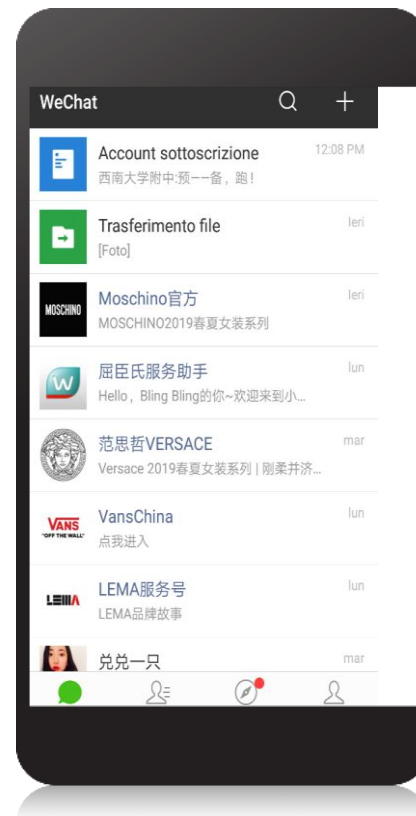 WeChat
Account sottoscrizione 12:08 PM
西南大学附中:预——备，跑!
Trasferimento file Ieri
[Foto]
MOSCHINO
Moschino官方 Ieri
MOSCHINO2019春夏女装系列
屈臣氏服务助手 lun
Hello，Bling Bling的你~欢迎来到小...
范思哲VERSACE mar
Versace 2019春夏女装系列 | 刚柔并济...
VANS
"OFF THE WALL"
VansChina lun
点我进入
LEMA
LEMA服务号 lun
LEMA品牌故事
兑兑一只 mar